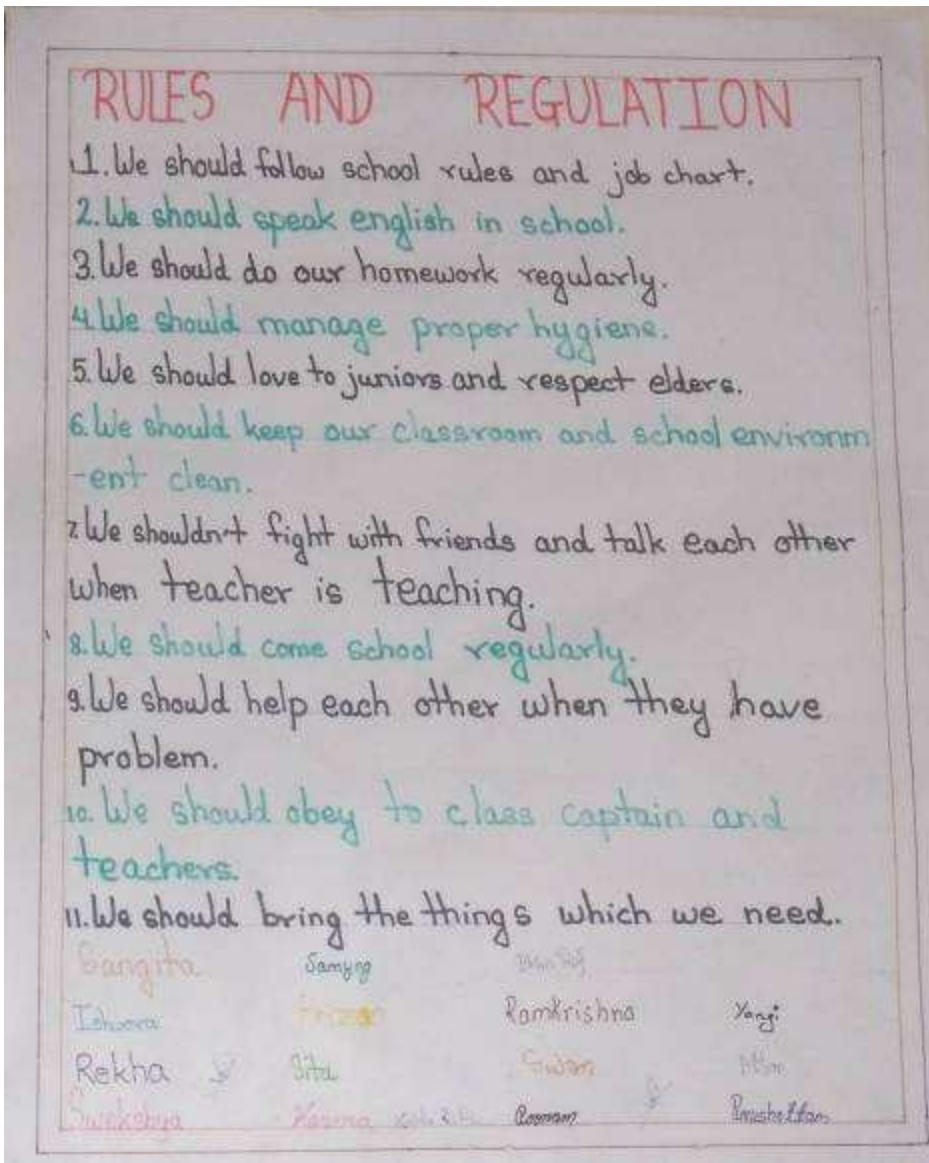 RULES AND REGULATION
1. We should follow school rules and job chart.
2. We should speak english in school.
3. We should do our homework regularly.
4. We should manage proper hygiene.
5. We should love to juniors and respect elders.
6. We should keep our classroom and school environm
-ent clean.
7. We shouldn't fight with friends and talk each other
when teacher is teaching.
8. We should come school regularly.
9. We should help each other when they have
problem.
10. We should obey to class captain and
teachers.
11. We should bring the things which we need.
Sangita
Ramkrishna Yangi
Rekha Sita